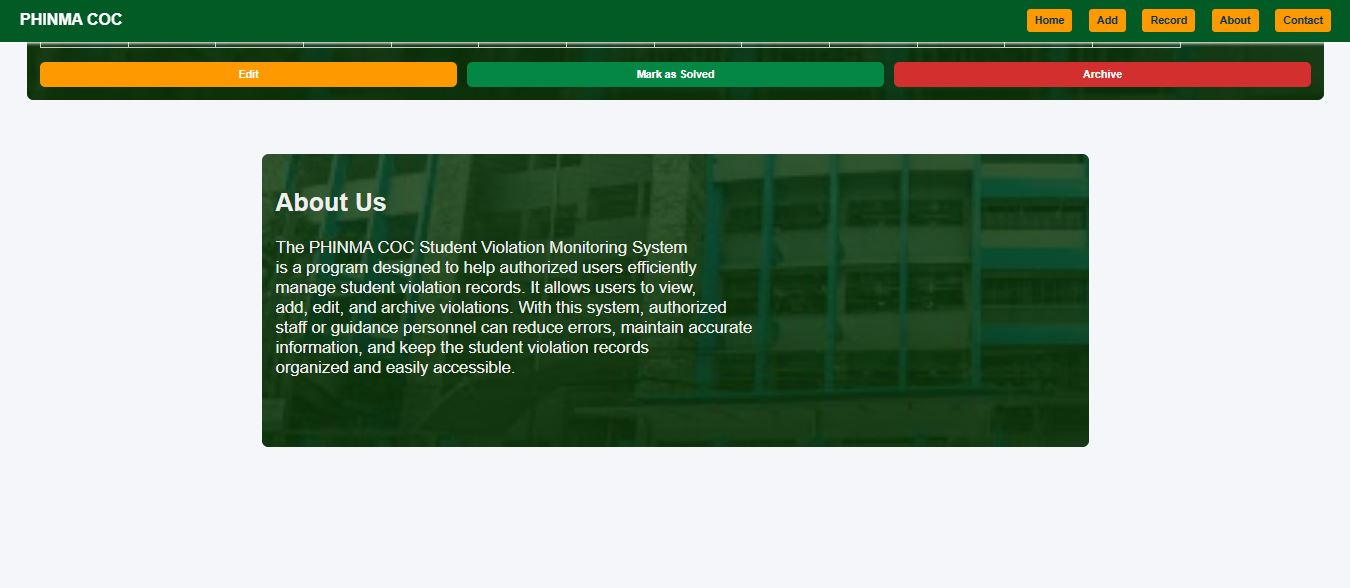 PHINMA COC
Home
Add
Record
About
Contact
Edit
Mark as Solved
Archive
About Us
The PHINMA COC Student Violation Monitoring System
is a program designed to help authorized users efficiently
manage student violation records. It allows users to view,
add, edit, and archive violations. With this system, authorized
staff or guidance personnel can reduce errors, maintain accurate
information, and keep the student violation records
organized and easily accessible.